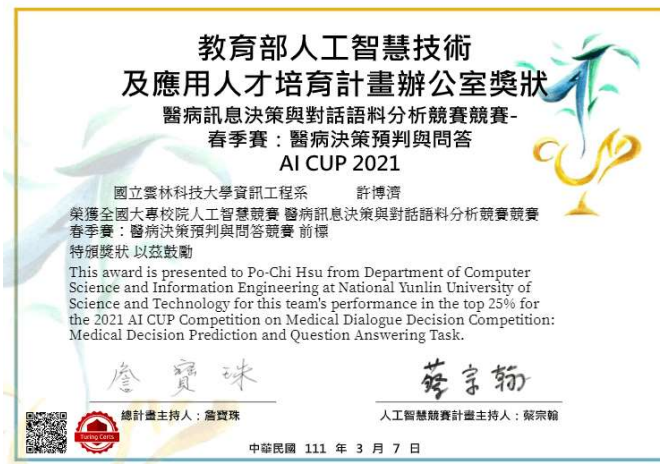 教育部人工智慧技術
及應用人才培育計畫辦公室獎狀
醫病訊息決策與對話語料分析競賽競賽-
春季賽：醫病決策預判與問答
AI CUP 2021
國立雲林科技大學資訊工程系 許博濟
榮獲全國大專校院人工智慧競賽 醫病訊息決策與對話語料分析競賽競賽
春季賽：醫病決策預判與問答競賽 前標
特頒獎狀 以茲鼓勵
This award is presented to Po-Chi Hsu from Department of Computer
Science and Information Engineering at National Yunlin University of
Science and Technology for this team's performance in the top 25% for
the 2021 AI CUP Competition on Medical Dialogue Decision Competition:
Medical Decision Prediction and Question Answering Task.
詹寶珠 蔡宗翰
總計畫主持人：詹寶珠 人工智慧競賽計畫主持人：蔡宗翰
Turing Certs
中華民國 111 年 3 月 7 日